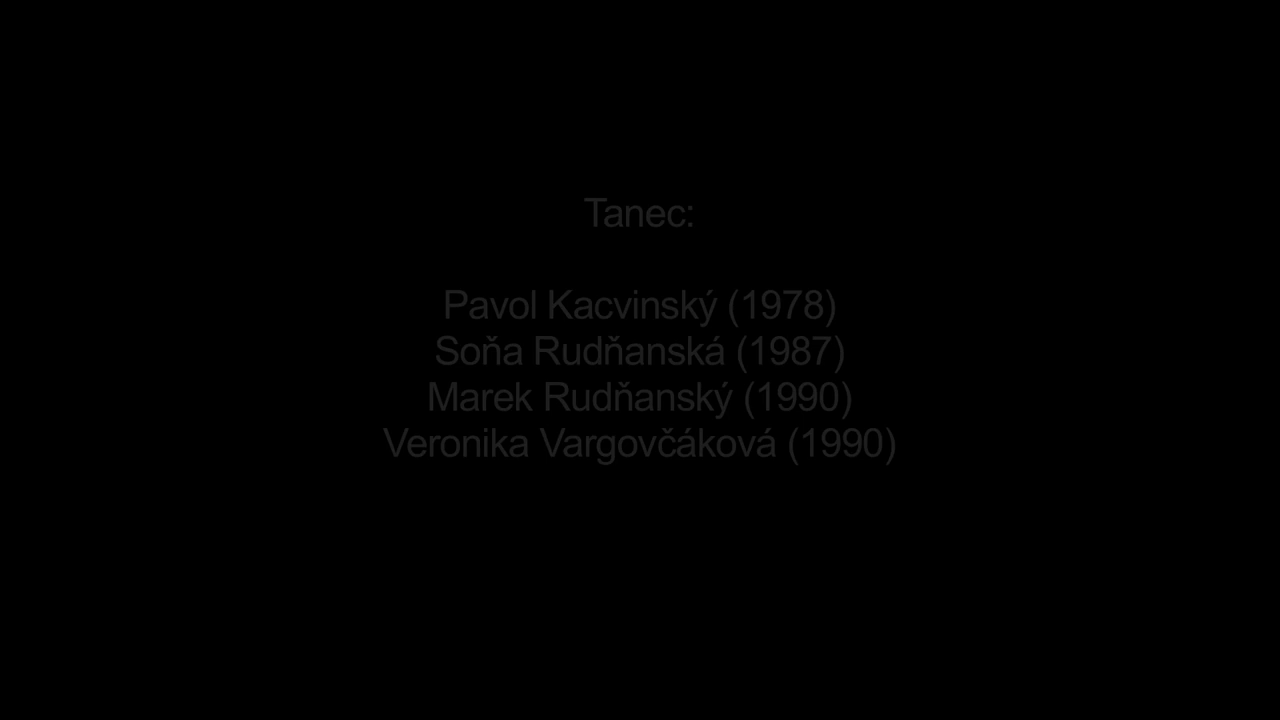 Tanec:
Pavol Kacvinský (1978)
Soňa Rudňanská (1987)
Marek Rudňanský (1990)
Veronika Vargovčáková (1990)